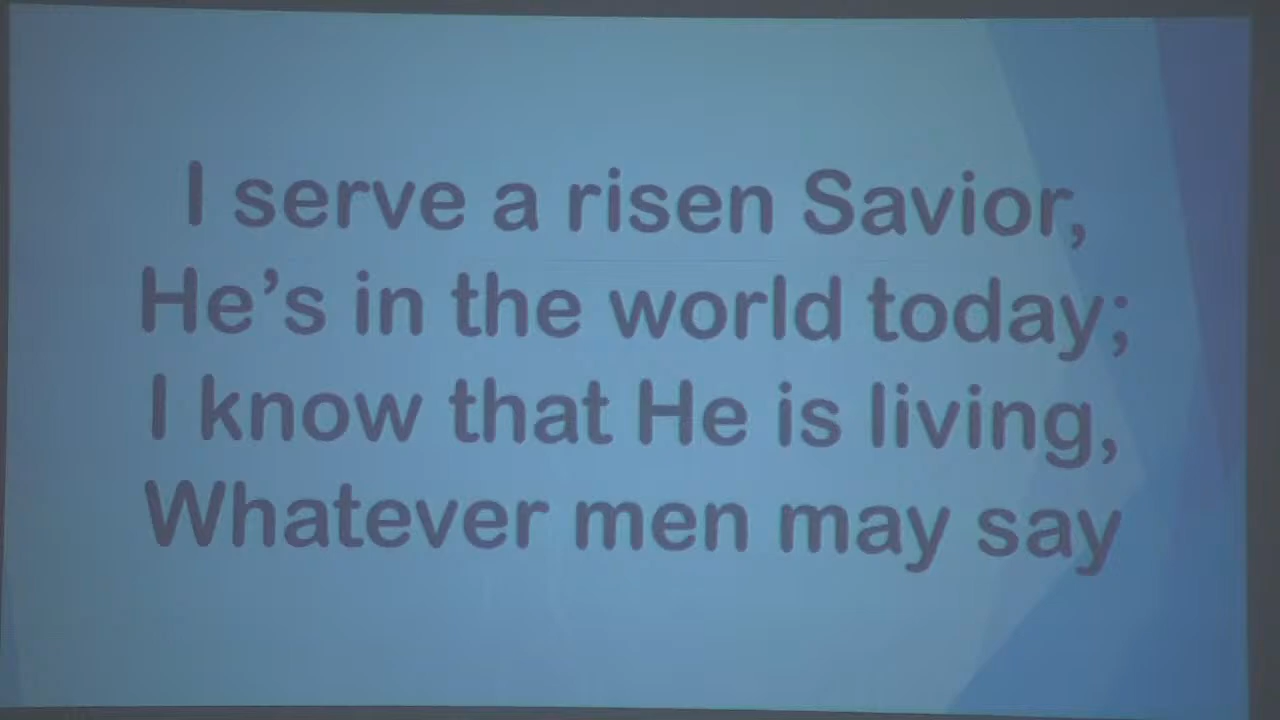 I serve a risen Savior,
He’s in the world today;
I know that He is living,
Whatever men may say